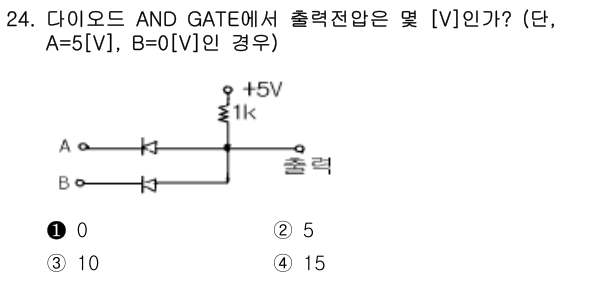 24. 다이오드 AND GATE에서 출력전압은 몇 [V]인가? (단,
A=5[V], B=0[V]인 경우)
+5V
1k
A
출력
B
❶ 0 ② 5
③ 10 ④ 15